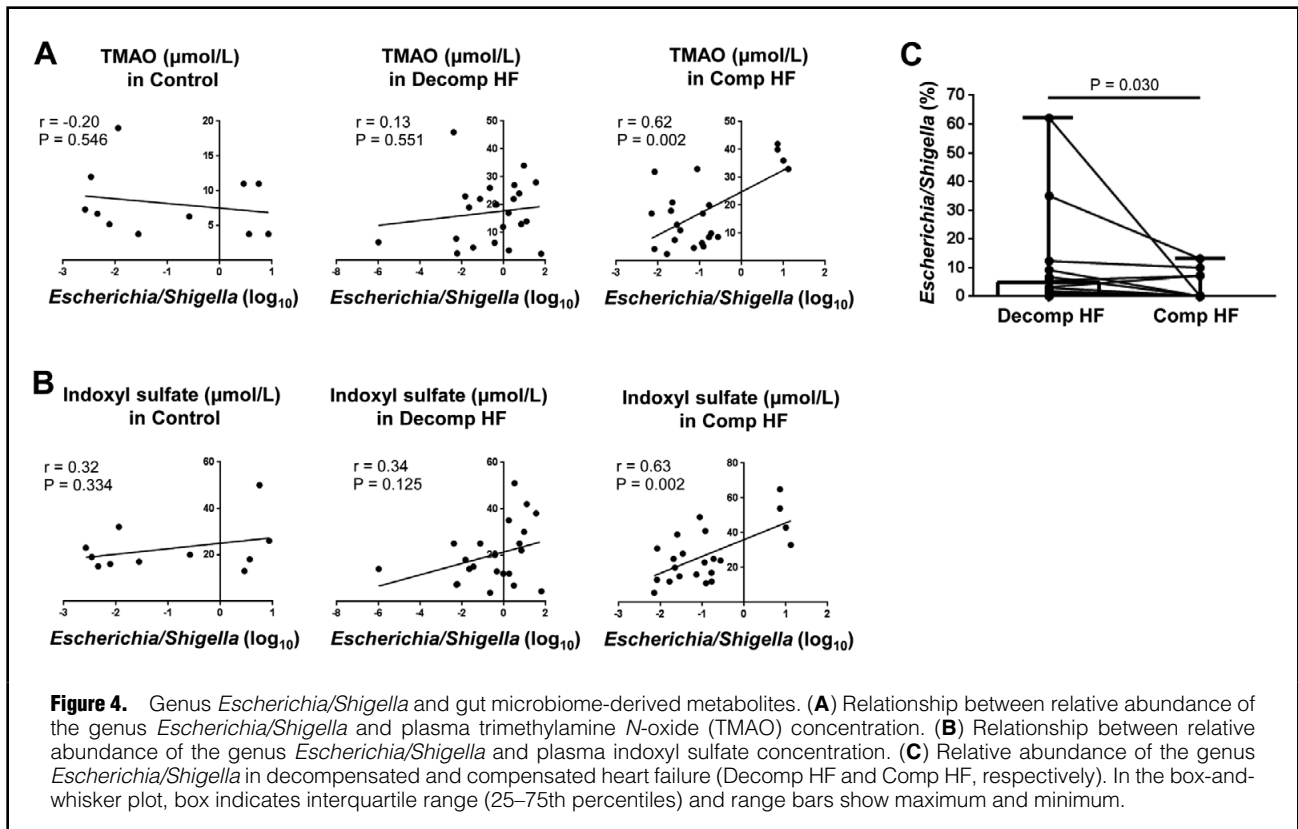 A
TMAO (μmol/L)
in Control
r = -0.20
P = 0.546
20
15
10
5
-3
-2
-1
0
1
Escherichia/Shigella (log10)
TMAO (μmol/L)
in Decomp HF
r = 0.13
P = 0.551
50
40
30
20
10
-8
-6
-4
-2
0
2
Escherichia/Shigella (log10)
TMAO (μmol/L)
in Comp HF
r = 0.62
P = 0.002
50
40
30
20
10
-3
-2
-1
0
1
2
Escherichia/Shigella (log10)
C
P = 0.030
Escherichia/Shigella (%)
70
60
50
40
30
20
10
0
Decomp HF
Comp HF
B
Indoxyl sulfate (μmol/L)
in Control
r = 0.32
P = 0.334
60
40
20
-3
-2
-1
0
1
Escherichia/Shigella (log10)
Indoxyl sulfate (μmol/L)
in Decomp HF
r = 0.34
P = 0.125
60
40
20
-8
-6
-4
-2
0
2
Escherichia/Shigella (log10)
Indoxyl sulfate (μmol/L)
in Comp HF
r = 0.63
P = 0.002
80
60
40
20
-3
-2
-1
0
1
2
Escherichia/Shigella (log10)
Figure 4. Genus Escherichia/Shigella and gut microbiome-derived metabolites. (A) Relationship between relative abundance of
the genus Escherichia/Shigella and plasma trimethylamine N-oxide (TMAO) concentration. (B) Relationship between relative
abundance of the genus Escherichia/Shigella and plasma indoxyl sulfate concentration. (C) Relative abundance of the genus
Escherichia/Shigella in decompensated and compensated heart failure (Decomp HF and Comp HF, respectively). In the box-and-
whisker plot, box indicates interquartile range (25–75th percentiles) and range bars show maximum and minimum.